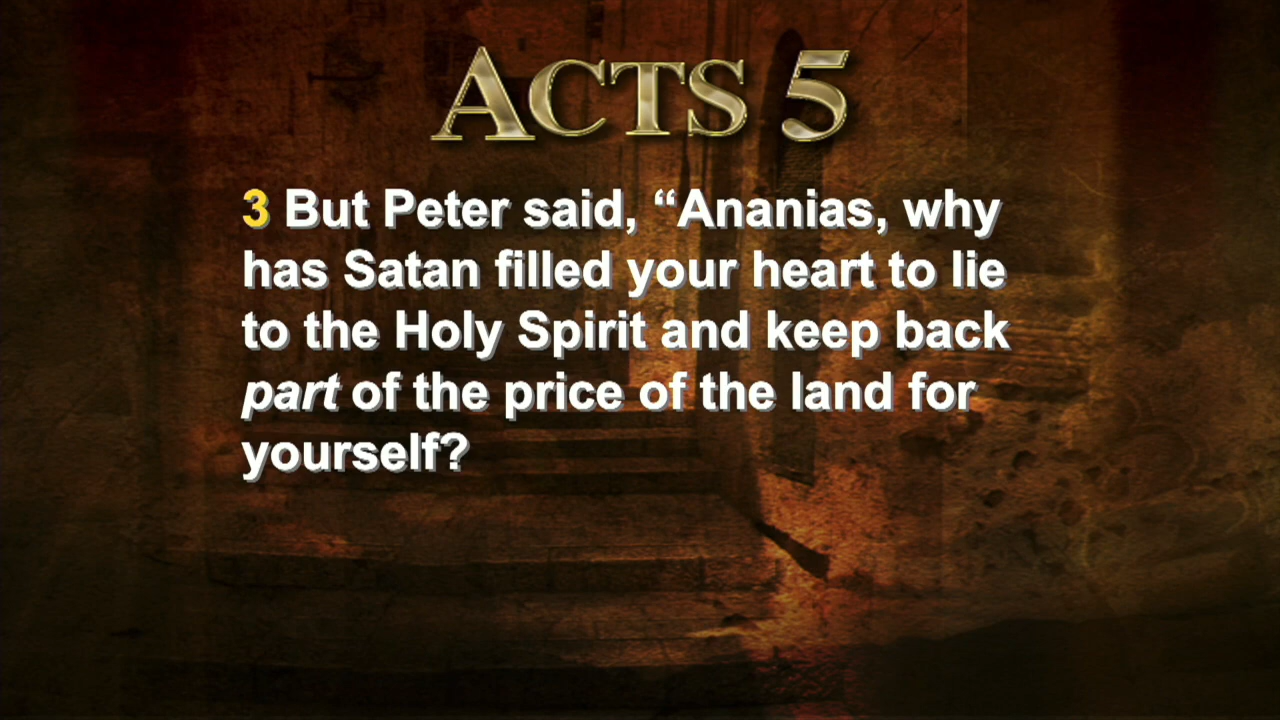 ACTS 5
3 But Peter said, “Ananias, why
has Satan filled your heart to lie
to the Holy Spirit and keep back
part of the price of the land for
yourself?